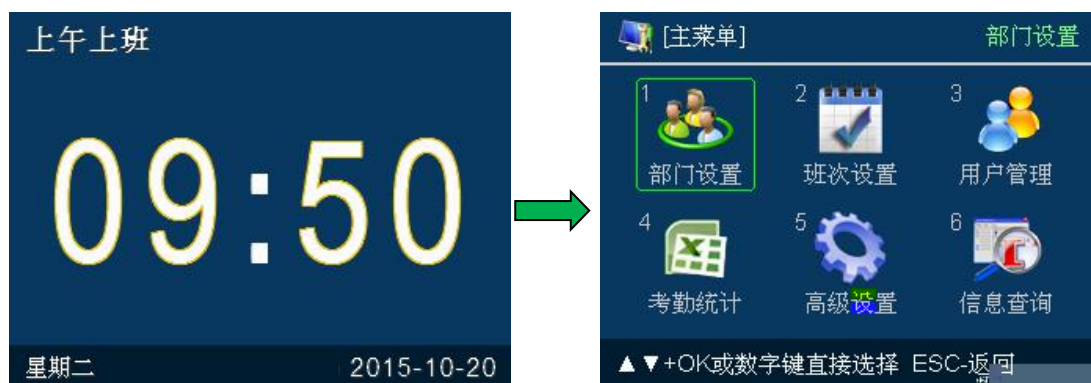 上午上班
09:50
星期二 2015-10-20
[主菜单] 部门设置
1 2 3
部门设置 班次设置 用户管理
4 5 6
考勤统计 高级设置 信息查询
▲▼+OK或数字键直接选择 ESC-返回